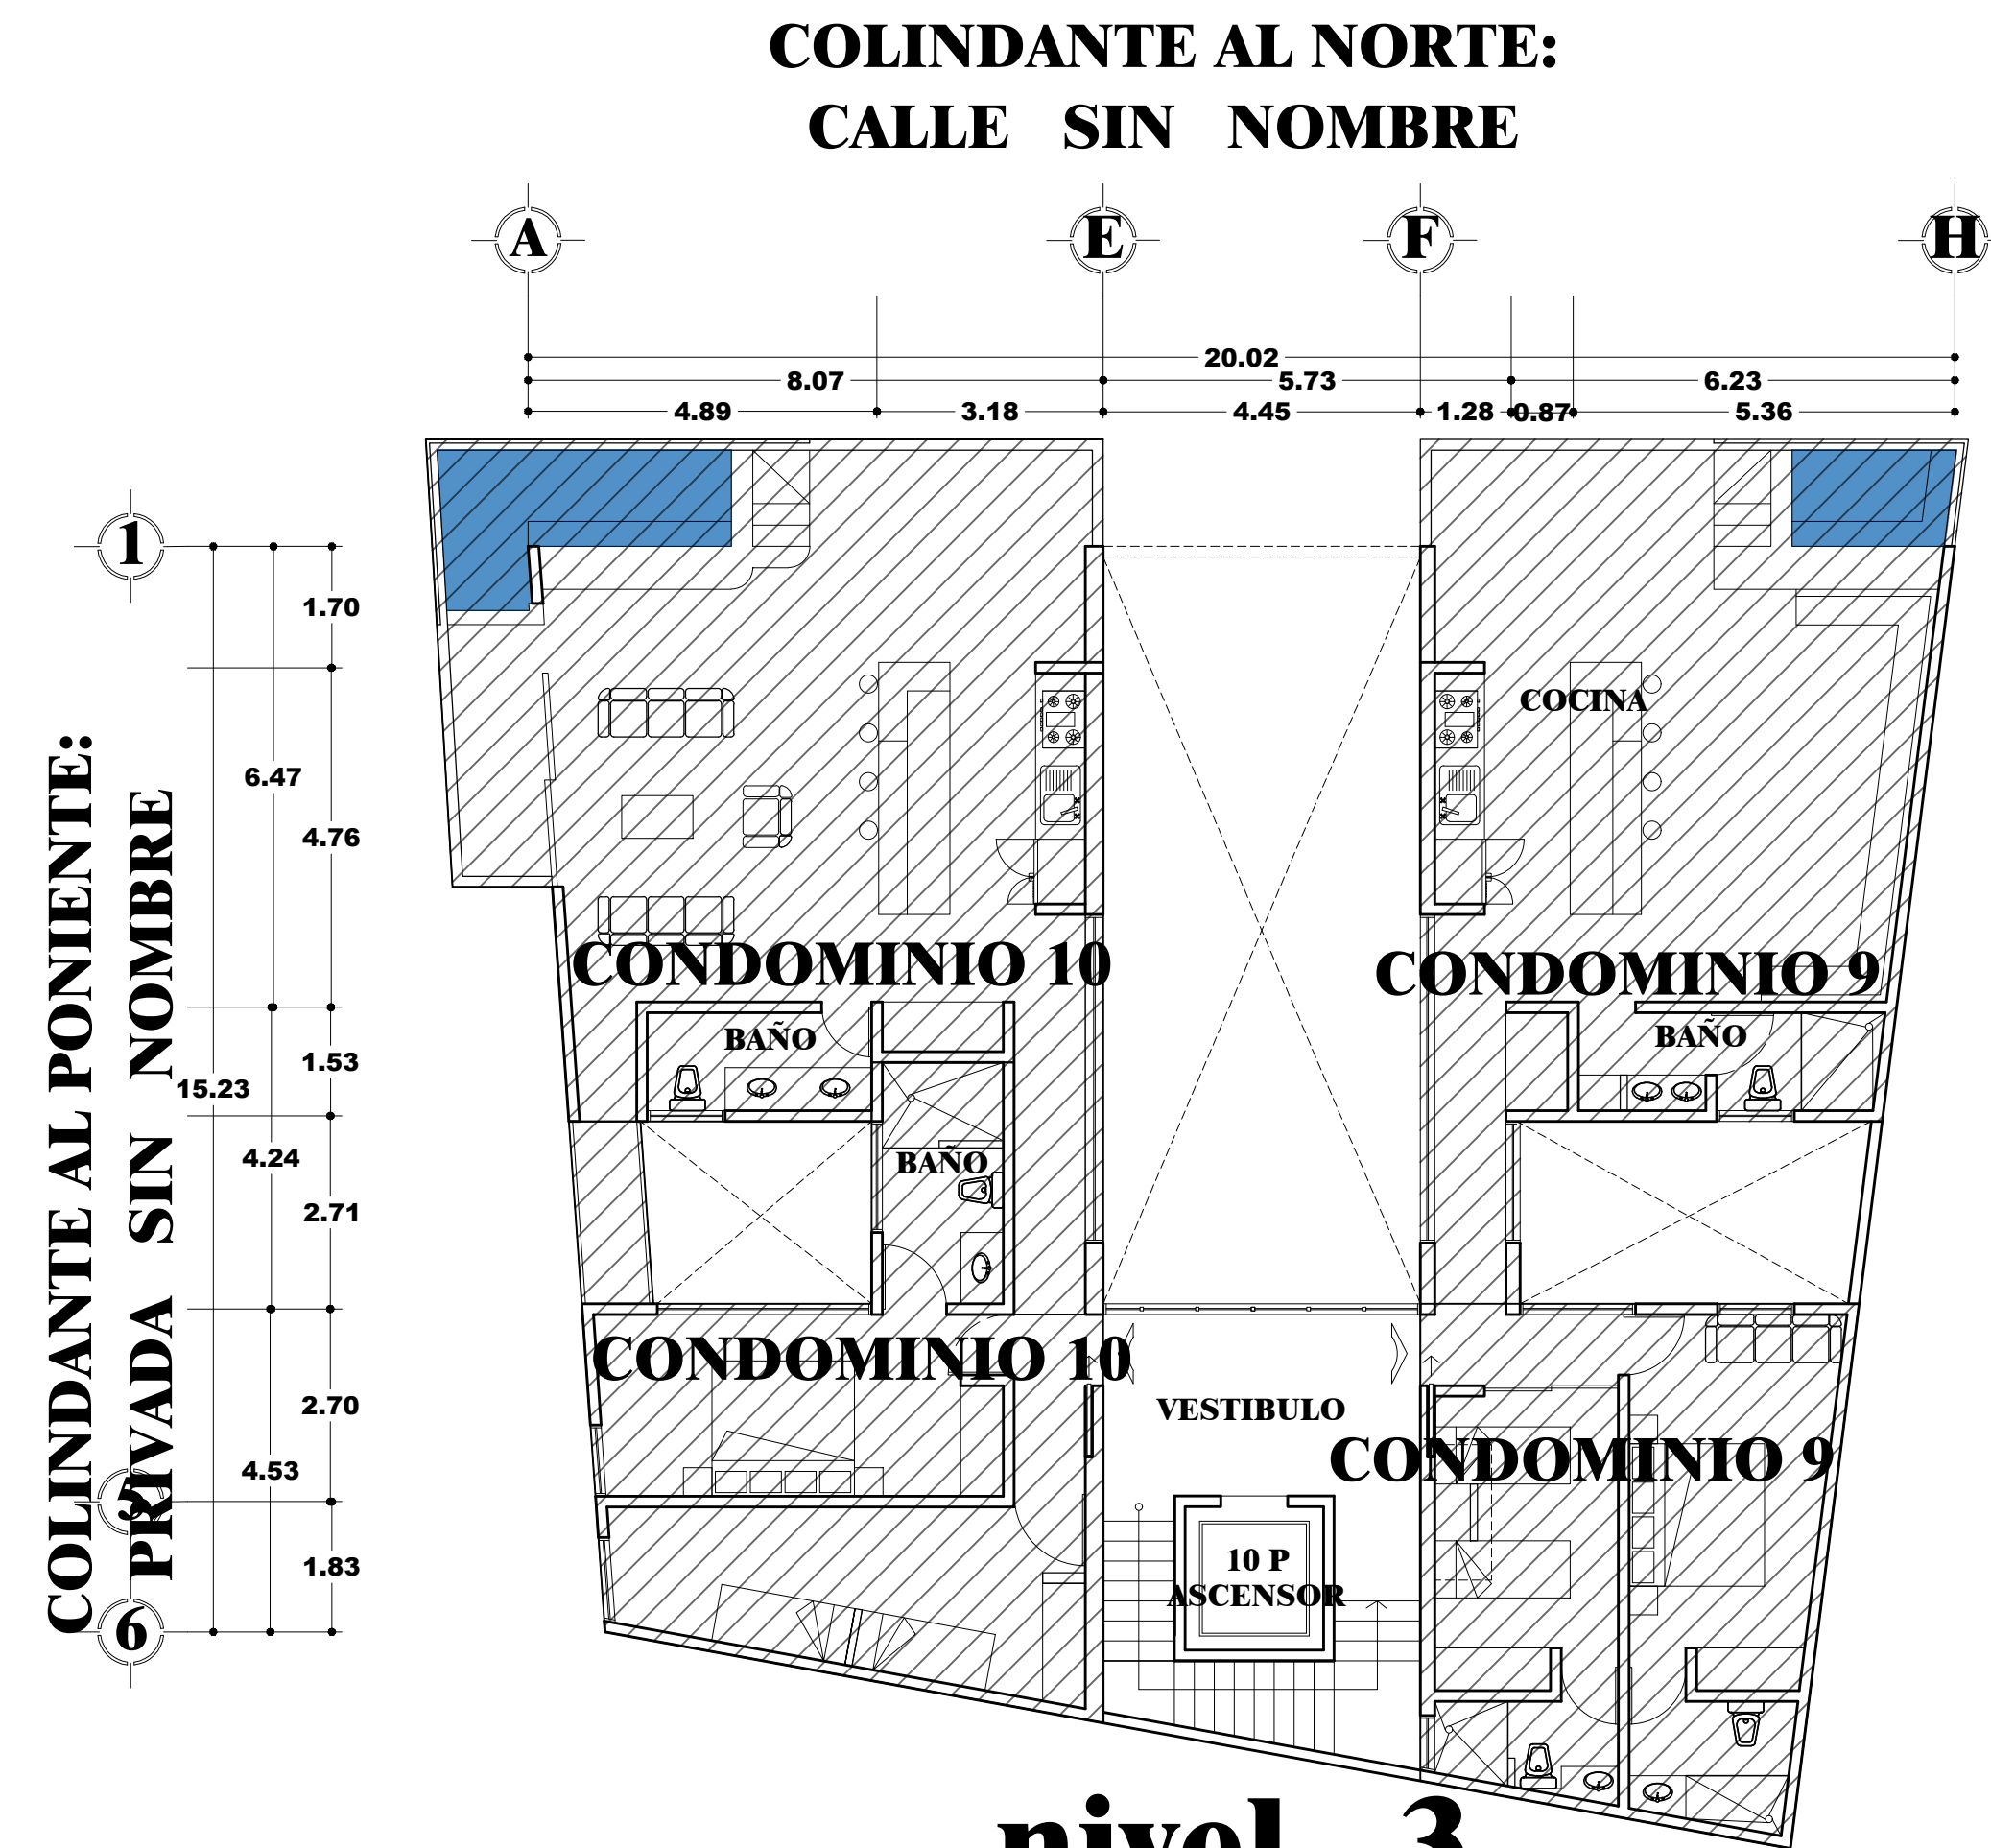 COLINDANTE AL NORTE:
CALLE SIN NOMBRE
A
E
F
H
20.02
8.07
5.73
6.23
4.89
3.18
4.45
1.28
0.87
5.36
1
1.70
6.47
4.76
COLINDANTE AL PONIENTE:
PRIVADA SIN NOMBRE
COCINA
CONDOMINIO 10
CONDOMINIO 9
BAÑO
BAÑO
1.53
15.23
4.24
BAÑO
2.71
CONDOMINIO 10
2.70
VESTIBULO
CONDOMINIO 9
4.53
5
1.83
10 P
ASCENSOR
6
nivel 3